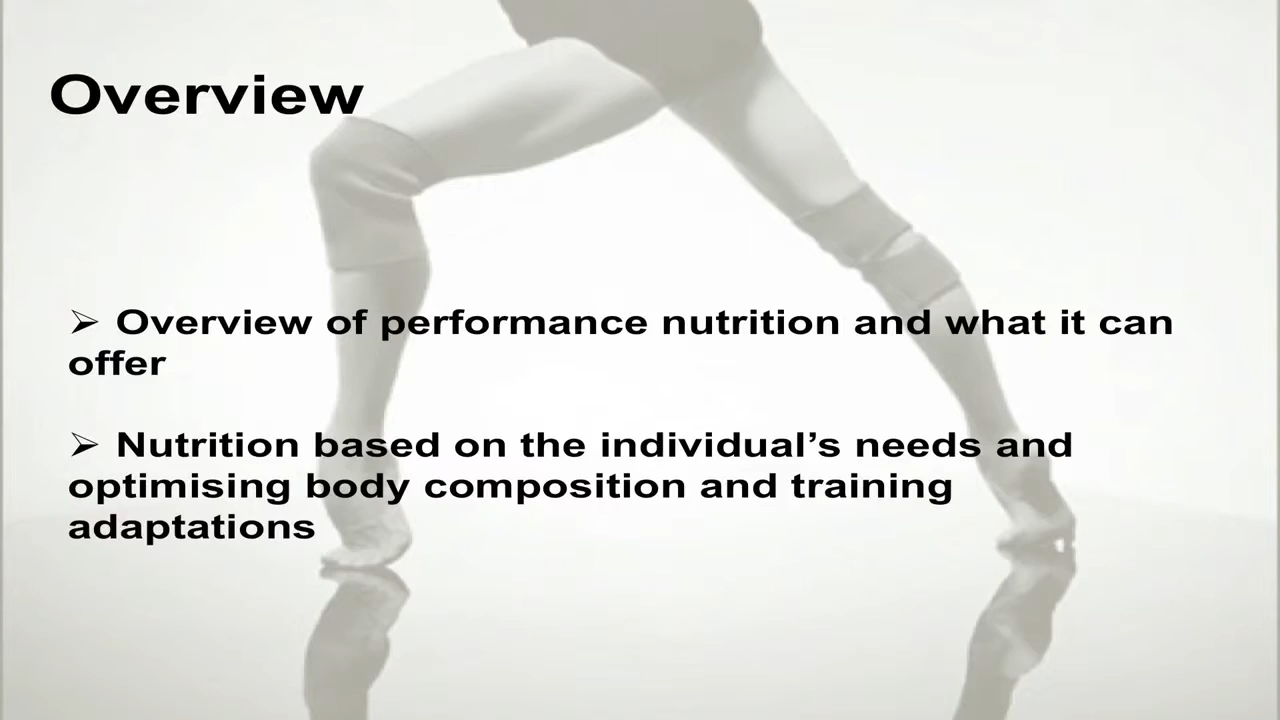 Overview
➢ Overview of performance nutrition and what it can
offer
➢ Nutrition based on the individual’s needs and
optimising body composition and training
adaptations